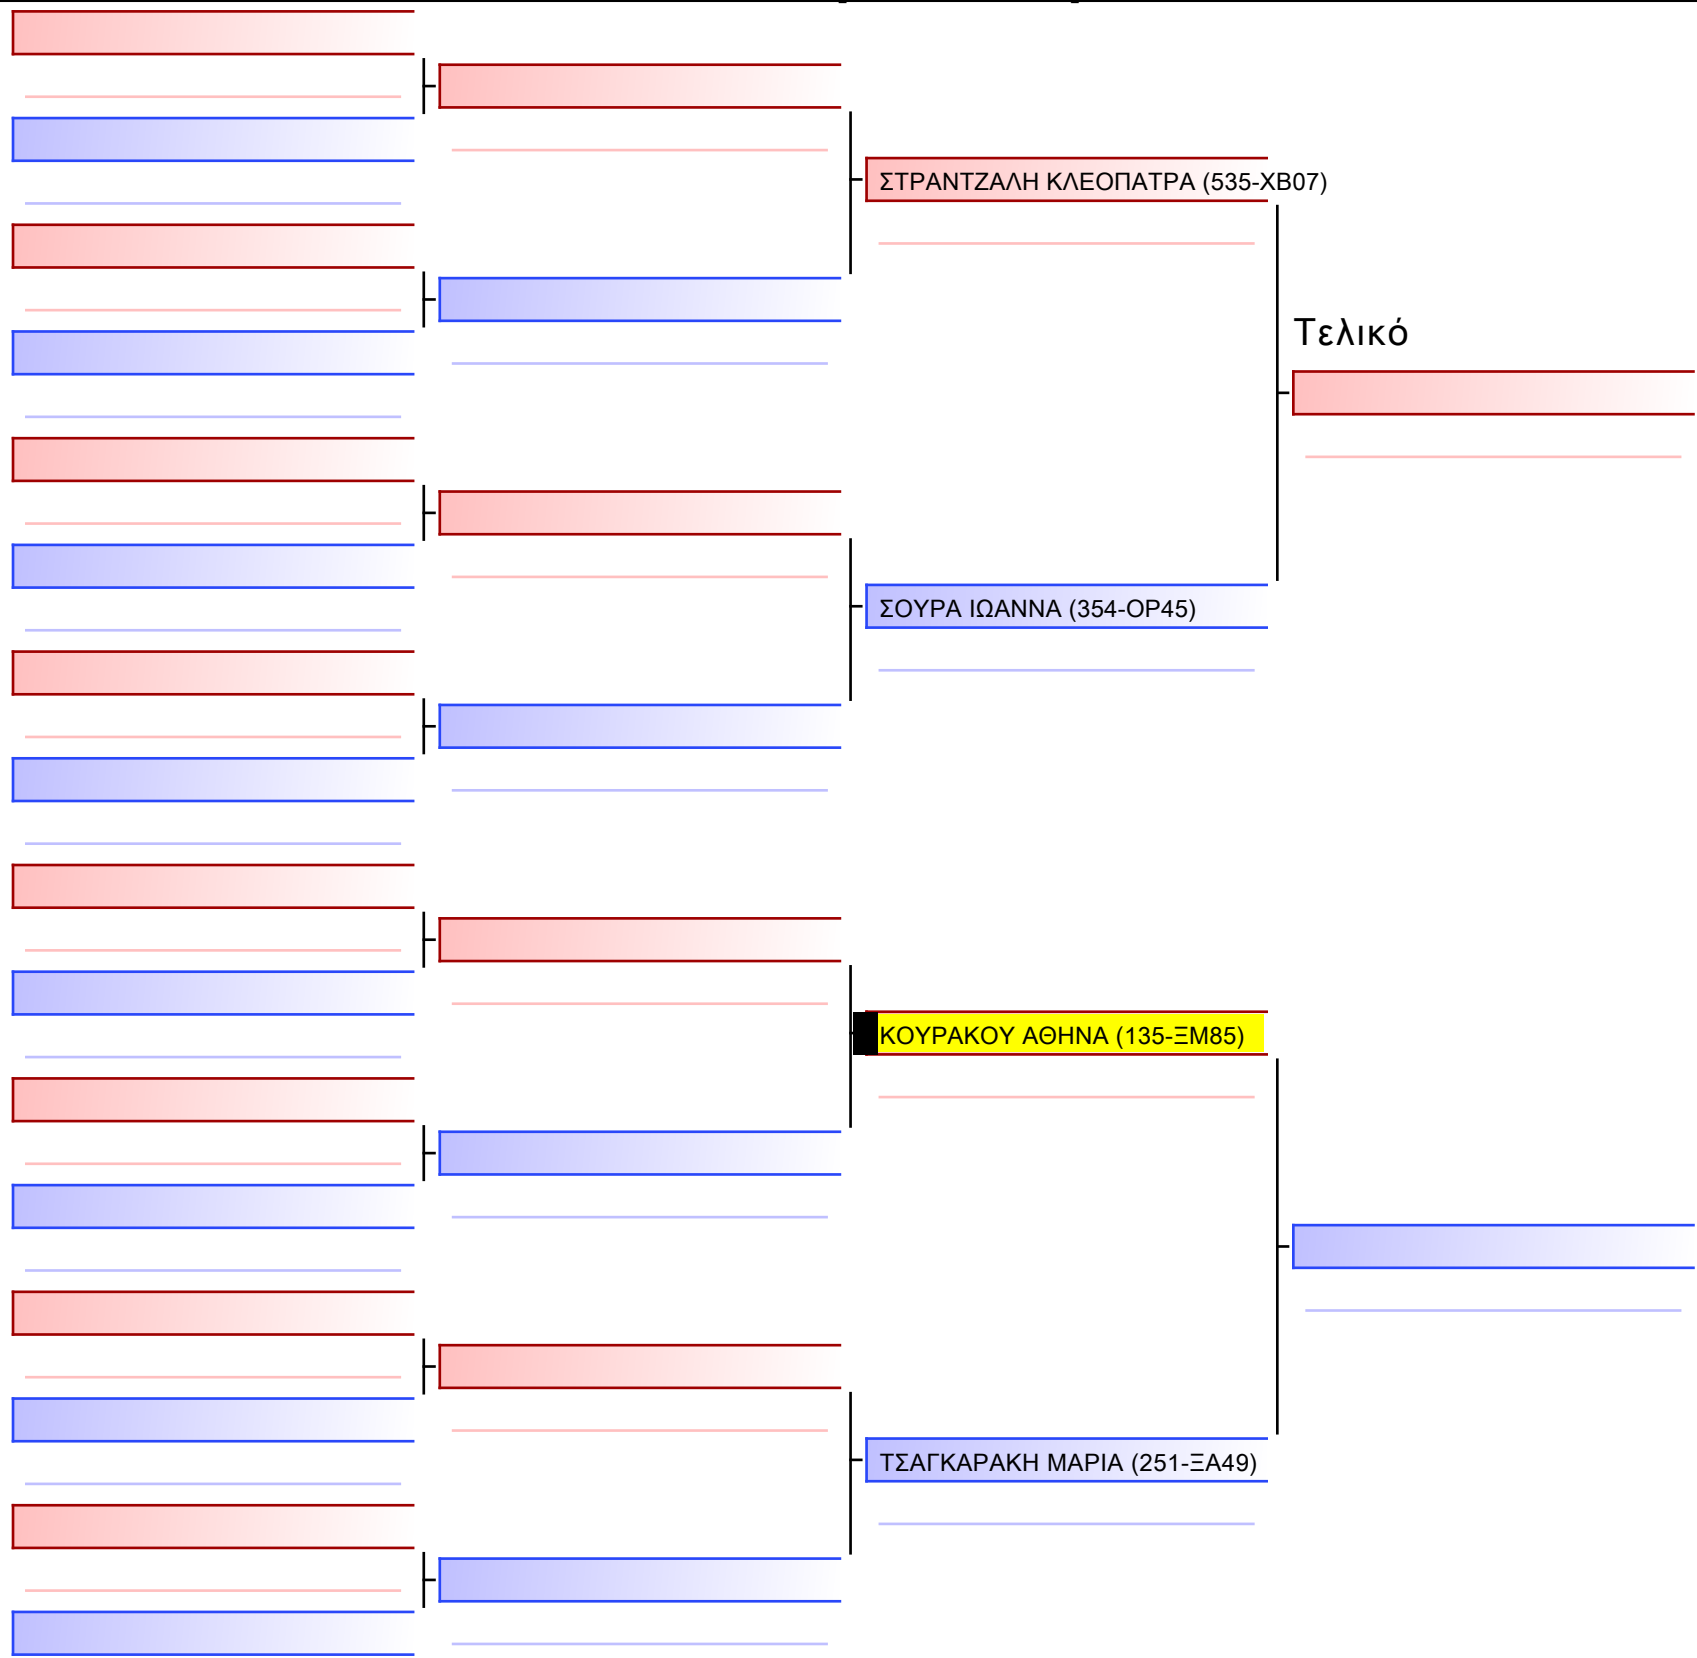 ΣΤΡΑΝΤΖΑΛΗ ΚΛΕΟΠΑΤΡΑ (535-ΧΒ07)
Τελικό
ΣΟΥΡΑ ΙΩΑΝΝΑ (354-ΟΡ45)
ΚΟΥΡΑΚΟΥ ΑΘΗΝΑ (135-ΞΜ85)
ΤΣΑΓΚΑΡΑΚΗ ΜΑΡΙΑ (251-ΞΑ49)